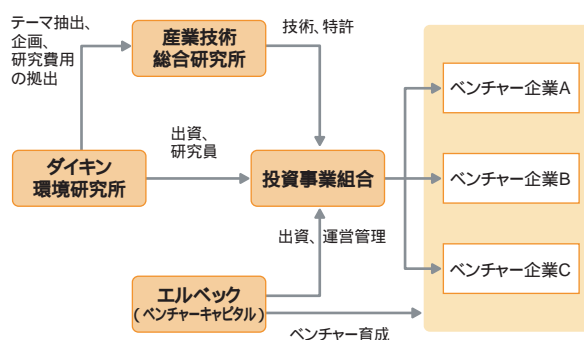 テーマ抽出、
企画、
研究費用
の拠出
産業技術
総合研究所
技術、特許
ベンチャー企業A
出資、
研究員
ダイキン
環境研究所
投資事業組合
ベンチャー企業B
出資、運営管理
ベンチャー企業C
エルベック
(ベンチャーキャピタル)
ベンチャー育成